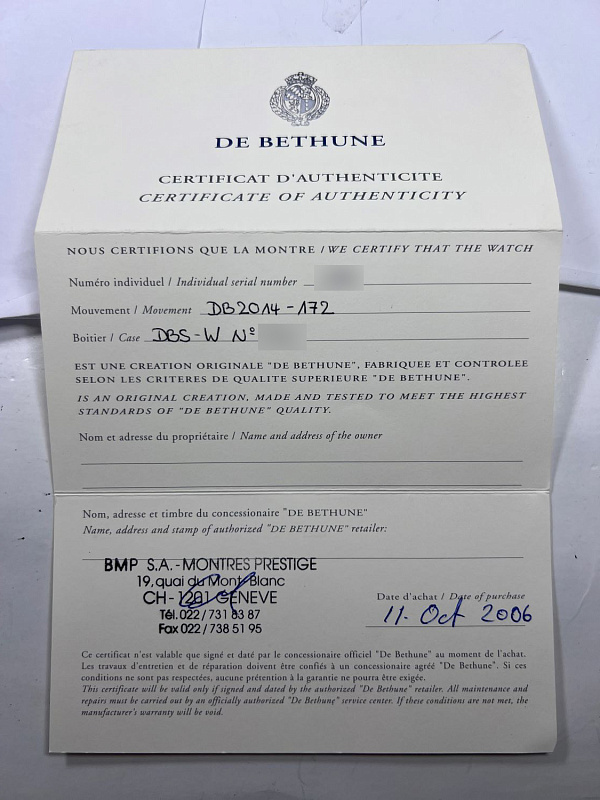 DE BETHUNE
CERTIFICAT D'AUTHENTICITE
CERTIFICATE OF AUTHENTICITY
NOUS CERTIFIONS QUE LA MONTRE / WE CERTIFY THAT THE WATCH
Numéro individuel / Individual serial number
Mouvement / Movement DB2014-172
Boitier / Case DBS-W Nº
EST UNE CREATION ORIGINALE "DE BETHUNE", FABRIQUEE ET CONTROLEE
SELON LES CRITERES DE QUALITE SUPERIEURE "DE BETHUNE".
IS AN ORIGINAL CREATION, MADE AND TESTED TO MEET THE HIGHEST
STANDARDS OF "DE BETHUNE" QUALITY.
Nom et adresse du propriétaire / Name and address of the owner
Nom, adresse et timbre du concessionaire "DE BETHUNE"
Name, address and stamp of authorized "DE BETHUNE" retailer:
BMP S.A. - MONTRES PRESTIGE
19, quai du Mont-Blanc
CH - 1201 GENEVE
Tél. 022 / 731 83 87
Fax 022 / 738 51 95
Date d'achat / Date of purchase
11. Oct 2006
Ce certificat n'est valable que signé et daté par le concessionaire officiel "De Bethune" au moment de l'achat.
Les travaux d'entretien et de réparation doivent être confiés à un concessionaire agréé "De Bethune". Si ces
conditions ne sont pas respectées, aucune prétention à la garantie ne pourra être exigée.
This certificate will be valid only if signed and dated by the authorized "De Bethune" retailer. All maintenance and
repairs must be carried out by an officially authorized "De Bethune" service center. If these conditions are not met, the
manufacturer's warranty will be void.